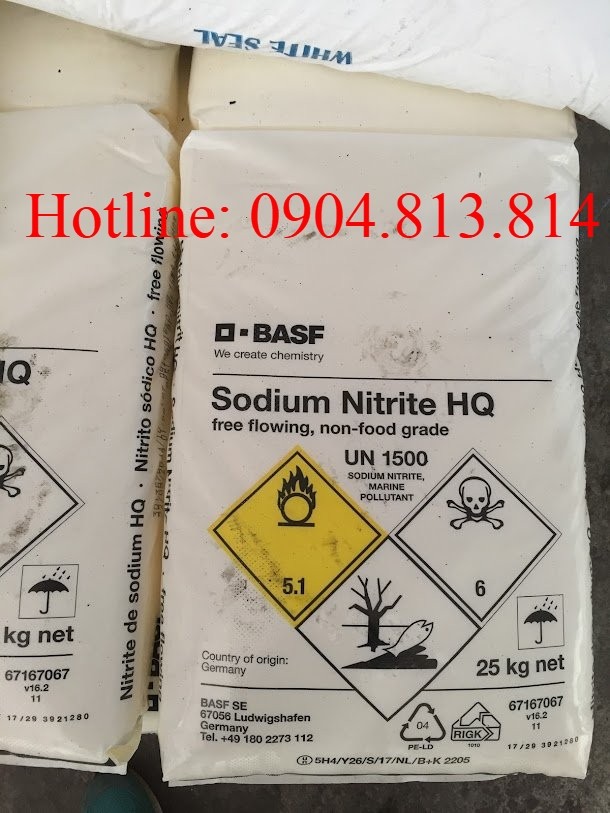 WHITE SEAL
Hotline: 0904.813.814
BASF
We create chemistry
Sodium Nitrite HQ
free flowing, non-food grade
UN 1500
SODIUM NITRITE,
MARINE
POLLUTANT
5.1
6
Country of origin:
Germany
25 kg net
BASF SE
67056 Ludwigshafen
Germany
Tel. +49 180 2273 112
04
PE-LD
RIGK
1010
67167067
v16.2
11
17/29 3921280
5H4/Y26/S/17/NL/B+K 2205
HQ
kg net
67167067
v16.2
11
17/29 3921280
Nitrite de sodium HQ · Nitrito sódico HQ · free flowing